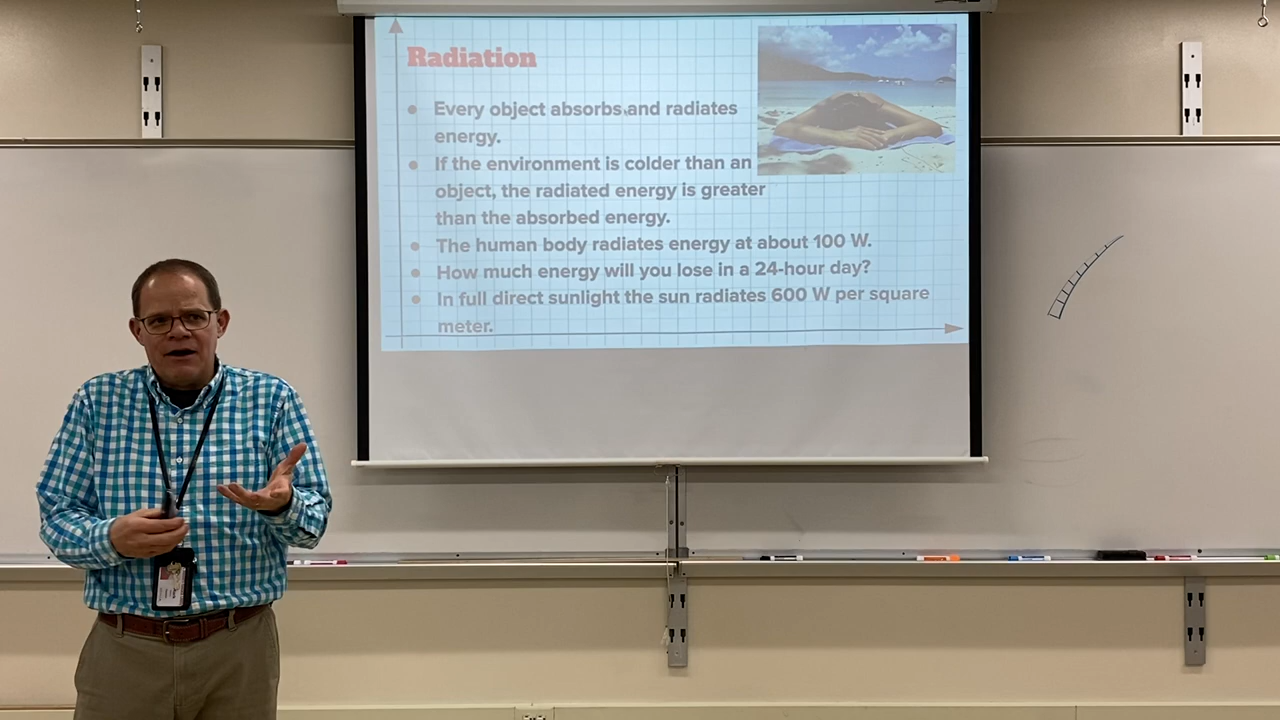 Radiation
● Every object absorbs and radiates
energy.
● If the environment is colder than an
object, the radiated energy is greater
than the absorbed energy.
● The human body radiates energy at about 100 W.
● How much energy will you lose in a 24-hour day?
● In full direct sunlight the sun radiates 600 W per square
meter.